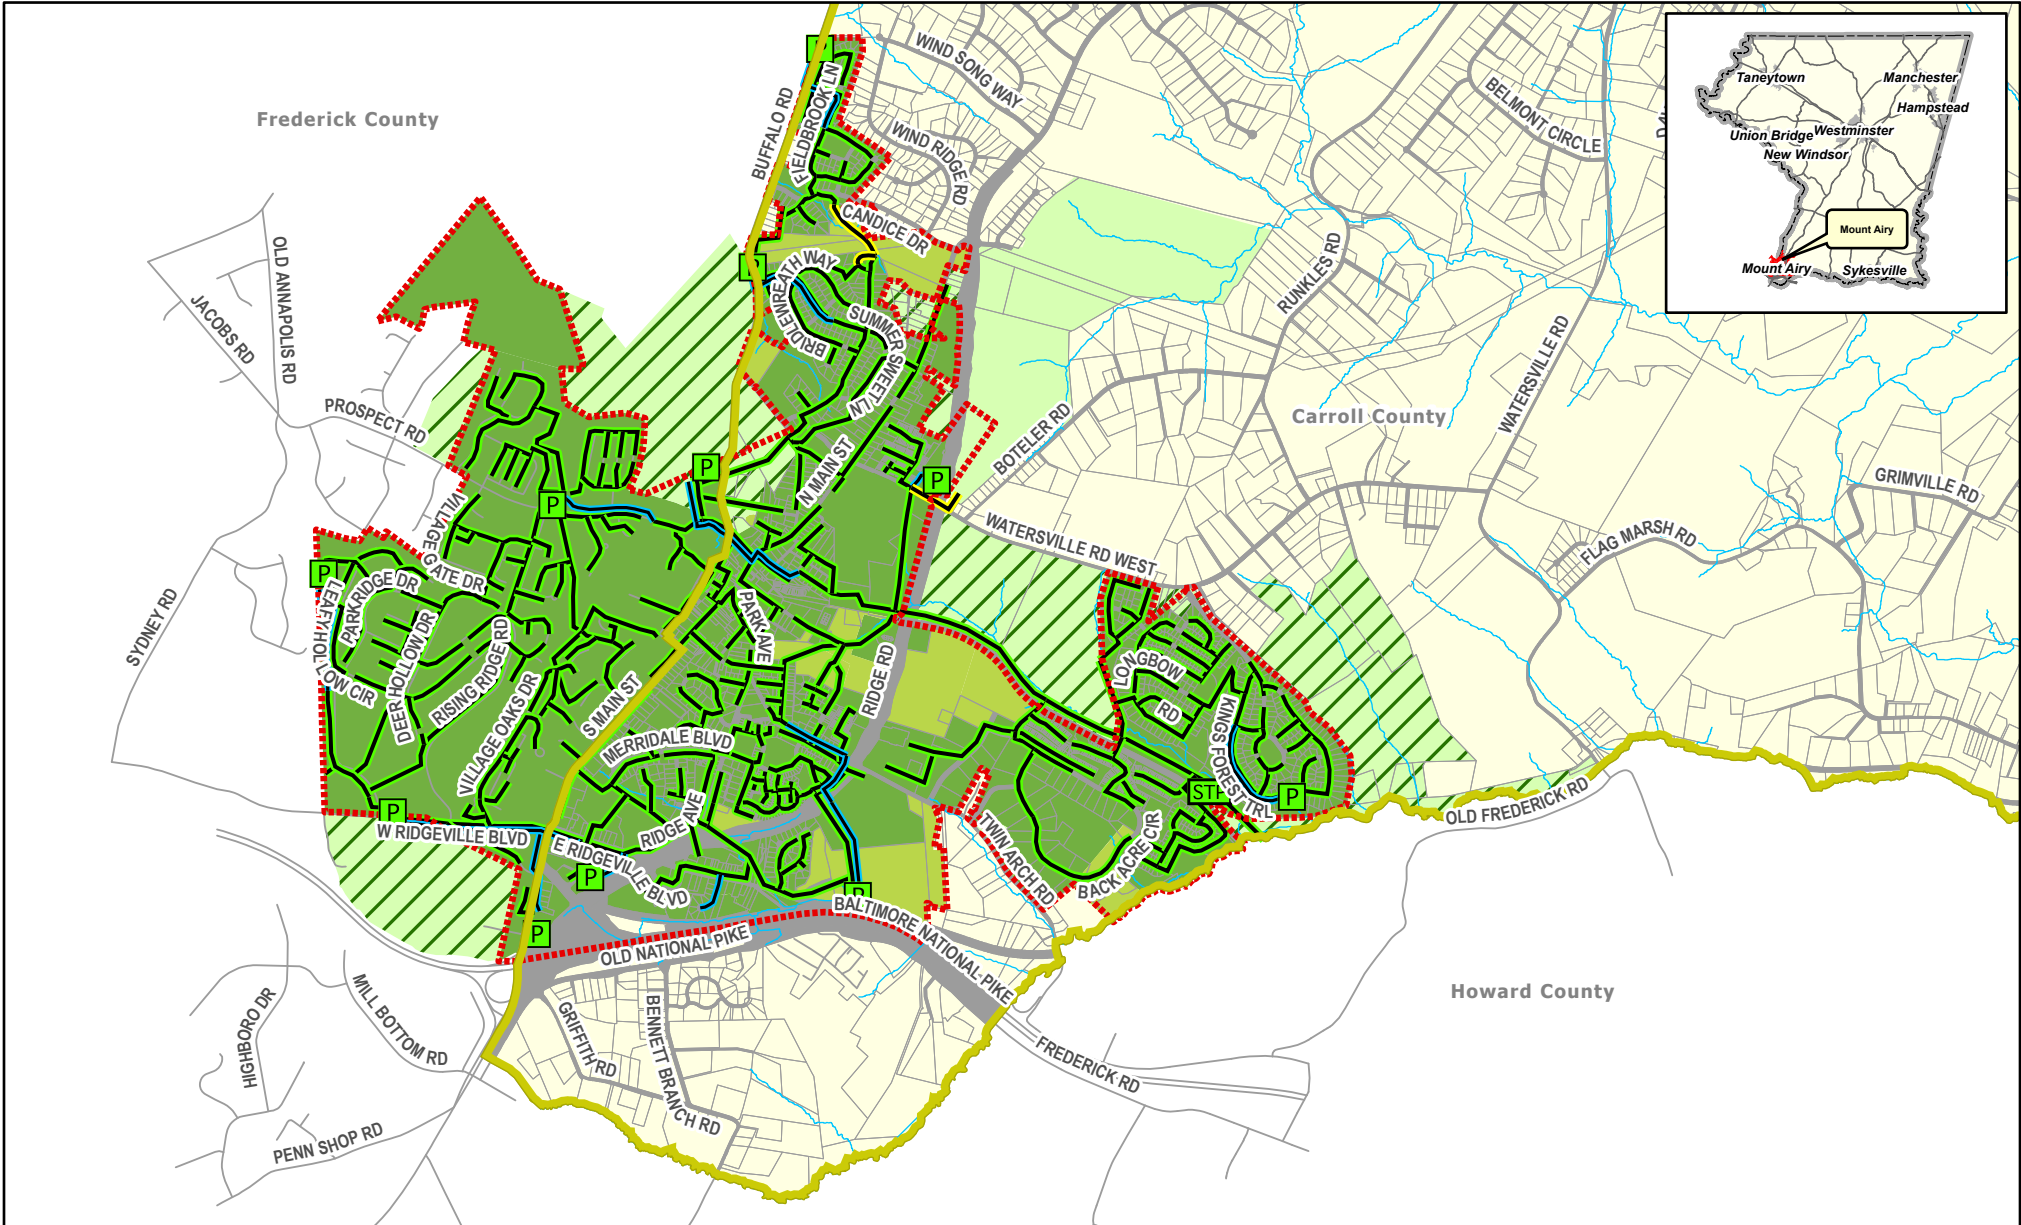 Frederick County
BUFFALO RD
FIELDBROOK LN
WIND SONG WAY
WIND RIDGE RD
CANDICE DR
BELMONT CIRCLE
Taneytown
Manchester
Hampstead
Union Bridge
Westminster
New Windsor
Mount Airy
Mount Airy
Sykesville
P
P
OLD ANNAPOLIS RD
JACOBS RD
BRIDLEWREATH WAY
SUMMER SWEET LN
RUNKLES RD
WATERSVILLE RD
PROSPECT RD
Carroll County
BOTELER RD
N MAIN ST
P
P
P
GRIMVILLE RD
VILLAGE GATE DR
WATERSVILLE RD WEST
FLAG MARSH RD
P
PARKRIDGE DR
LEAFY HOLLOW CIR
DEER HOLLOW DR
RISING RIDGE RD
SYDNEY RD
PARK AVE
RIDGE RD
LONGBOW
RD
KINGS FOREST TRL
VILLAGE OAKS DR
S MAIN ST
MERRIDALE BLVD
STP
P
P
W RIDGEVILLE BLVD
E RIDGEVILLE BLVD
RIDGE AVE
TWIN ARCH RD
BACK ACRE CIR
OLD FREDERICK RD
P
P
P
BALTIMORE NATIONAL PIKE
OLD NATIONAL PIKE
Howard County
HIGHBORO DR
MILL BOTTOM RD
GRIFFITH RD
BENNETT BRANCH RD
FREDERICK RD
PENN SHOP RD